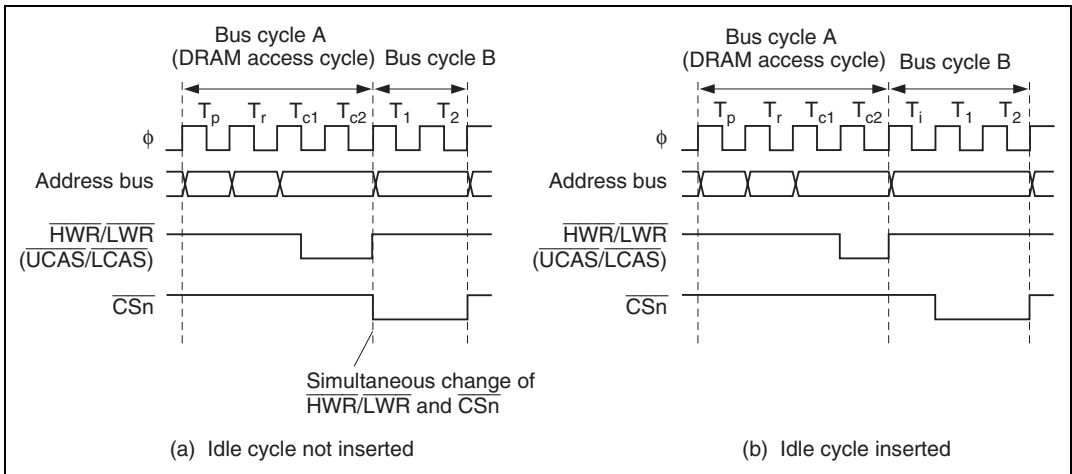 Bus cycle A
(DRAM access cycle) Bus cycle B
Tp Tr Tc1 Tc2 T1 T2
φ
Address bus
HWR/LWR
(UCAS/LCAS)
CSn
Simultaneous change of
HWR/LWR and CSn
(a) Idle cycle not inserted
Bus cycle A
(DRAM access cycle) Bus cycle B
Tp Tr Tc1 Tc2 Ti T1 T2
φ
Address bus
HWR/LWR
(UCAS/LCAS)
CSn
(b) Idle cycle inserted